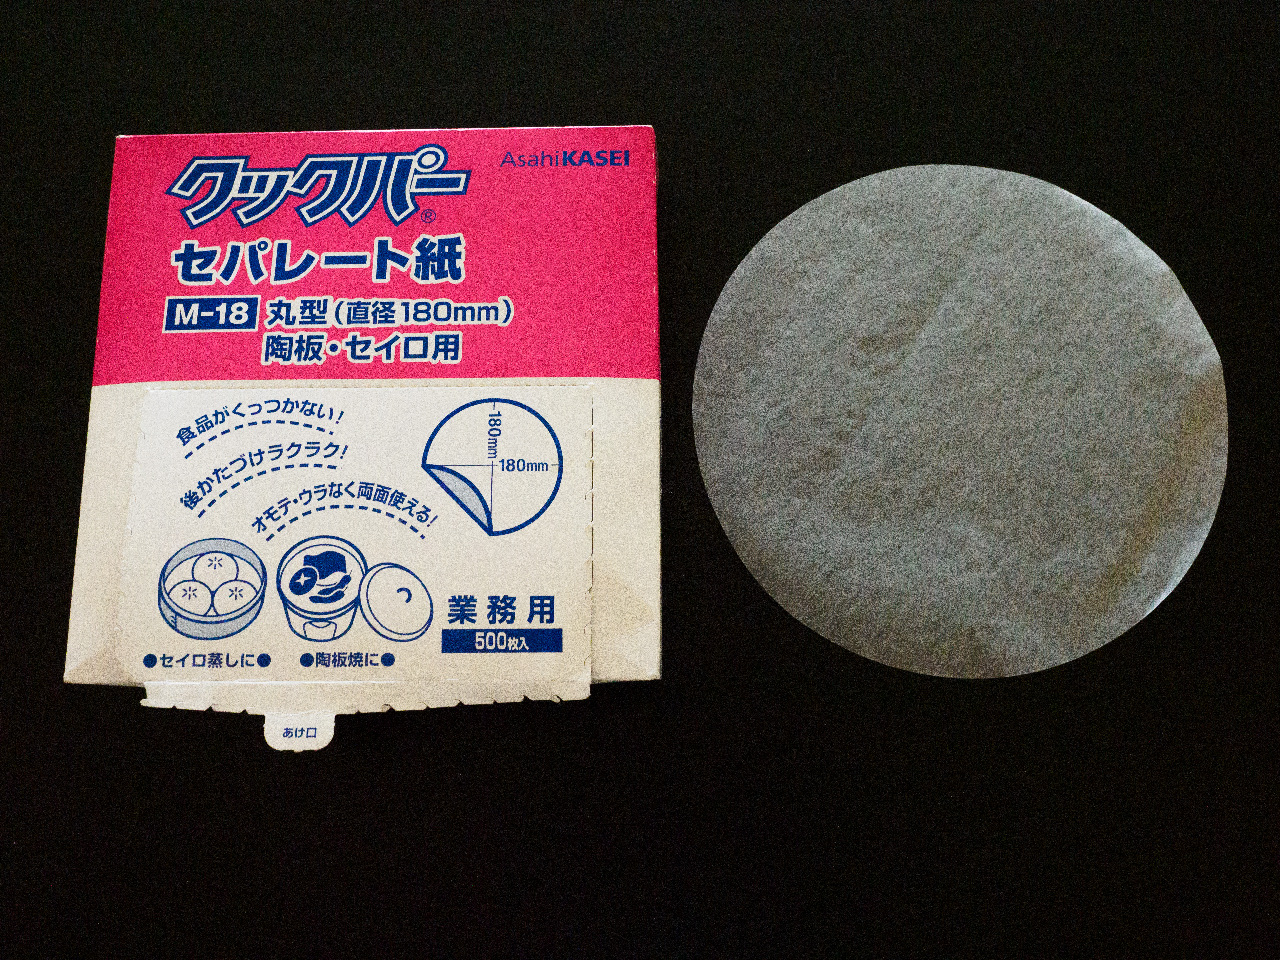 クックパー®
AsahiKASEI
セパレート紙
M-18 丸型(直径180mm)
陶板・セイロ用
食品がくっつかない!
後かたづけラクラク!
オモテ・ウラなく両面使える!
180mm
180mm
業務用
500枚入
●セイロ蒸しに● ●陶板焼に●
あけ口